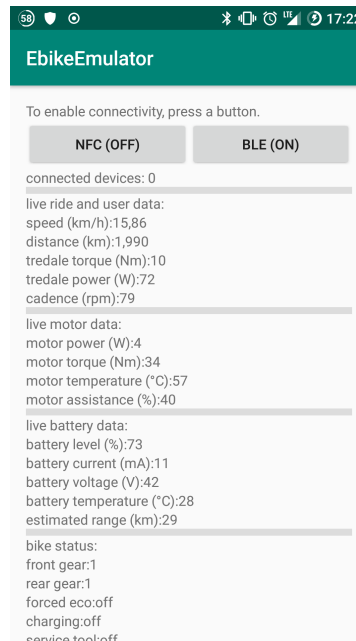 58
LTE
17:22
EbikeEmulator
To enable connectivity, press a button.
NFC (OFF)
BLE (ON)
connected devices: 0
live ride and user data:
speed (km/h):15,86
distance (km):1,990
tredale torque (Nm):10
tredale power (W):72
cadence (rpm):79
live motor data:
motor power (W):4
motor torque (Nm):34
motor temperature (°C):57
motor assistance (%):40
live battery data:
battery level (%):73
battery current (mA):11
battery voltage (V):42
battery temperature (°C):28
estimated range (km):29
bike status:
front gear:1
rear gear:1
forced eco:off
charging:off
service tool:off